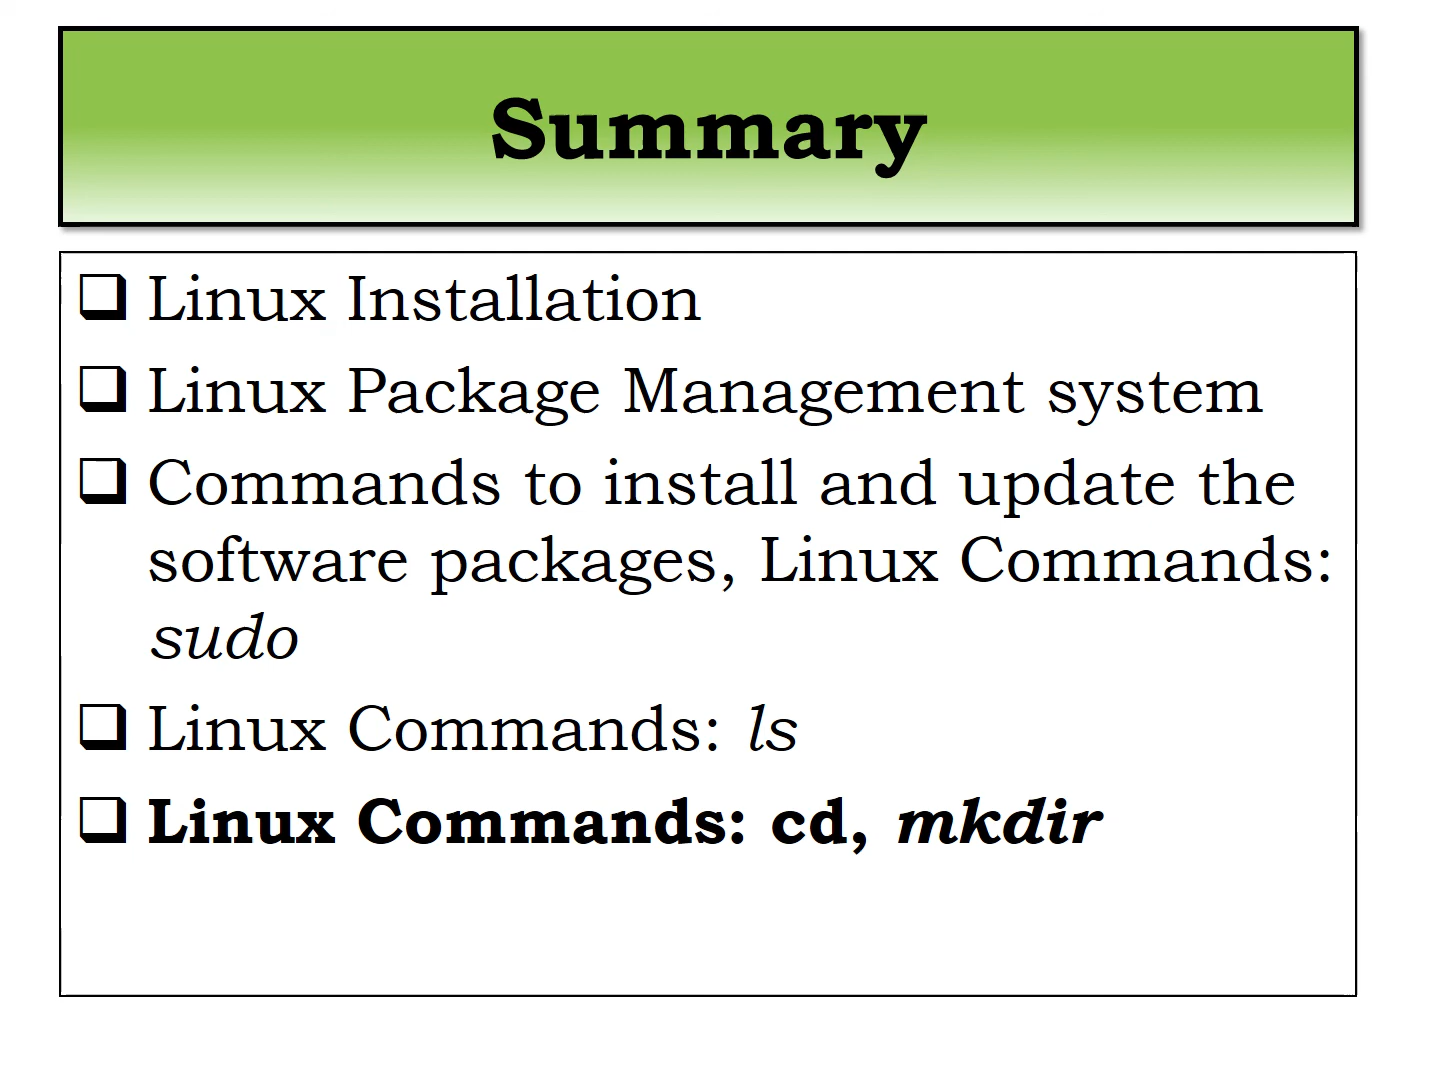 Summary
Linux Installation
Linux Package Management system
Commands to install and update the
software packages, Linux Commands:
sudo
Linux Commands: ls
Linux Commands: cd, mkdir